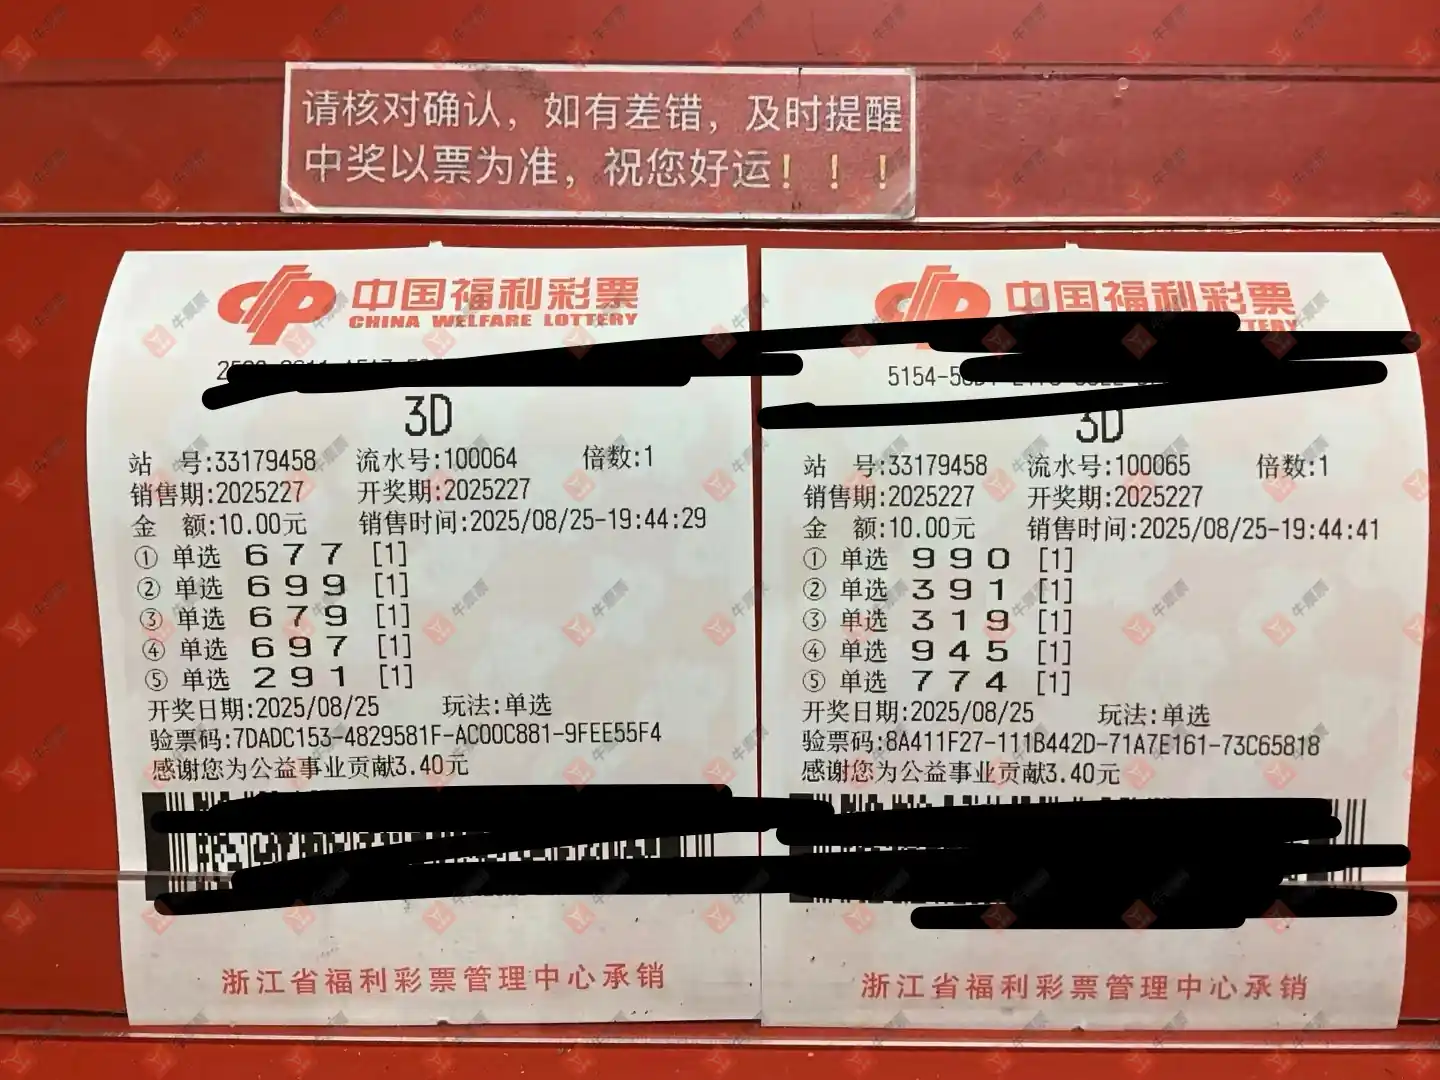 请核对确认，如有差错，及时提醒
中奖以票为准，祝您好运！！！
中国福利彩票
CHINA WELFARE LOTTERY
3D
站 号:33179458 流水号:100064 倍数:1
销售期:2025227 开奖期:2025227
金 额:10.00元 销售时间:2025/08/25-19:44:29
① 单选 6 7 7 [1]
② 单选 6 9 9 [1]
③ 单选 6 7 9 [1]
④ 单选 6 9 7 [1]
⑤ 单选 2 9 1 [1]
开奖日期:2025/08/25 玩法:单选
验票码:7DADC153-4829581F-AC00C881-9FEE55F4
感谢您为公益事业贡献3.40元
浙江省福利彩票管理中心承销
中国福利彩票
5154-
3D
站 号:33179458 流水号:100065 倍数:1
销售期:2025227 开奖期:2025227
金 额:10.00元 销售时间:2025/08/25-19:44:41
① 单选 9 9 0 [1]
② 单选 3 9 1 [1]
③ 单选 3 1 9 [1]
④ 单选 9 4 5 [1]
⑤ 单选 7 7 4 [1]
开奖日期:2025/08/25 玩法:单选
验票码:8A411F27-111B442D-71A7E161-73C65818
感谢您为公益事业贡献3.40元
浙江省福利彩票管理中心承销